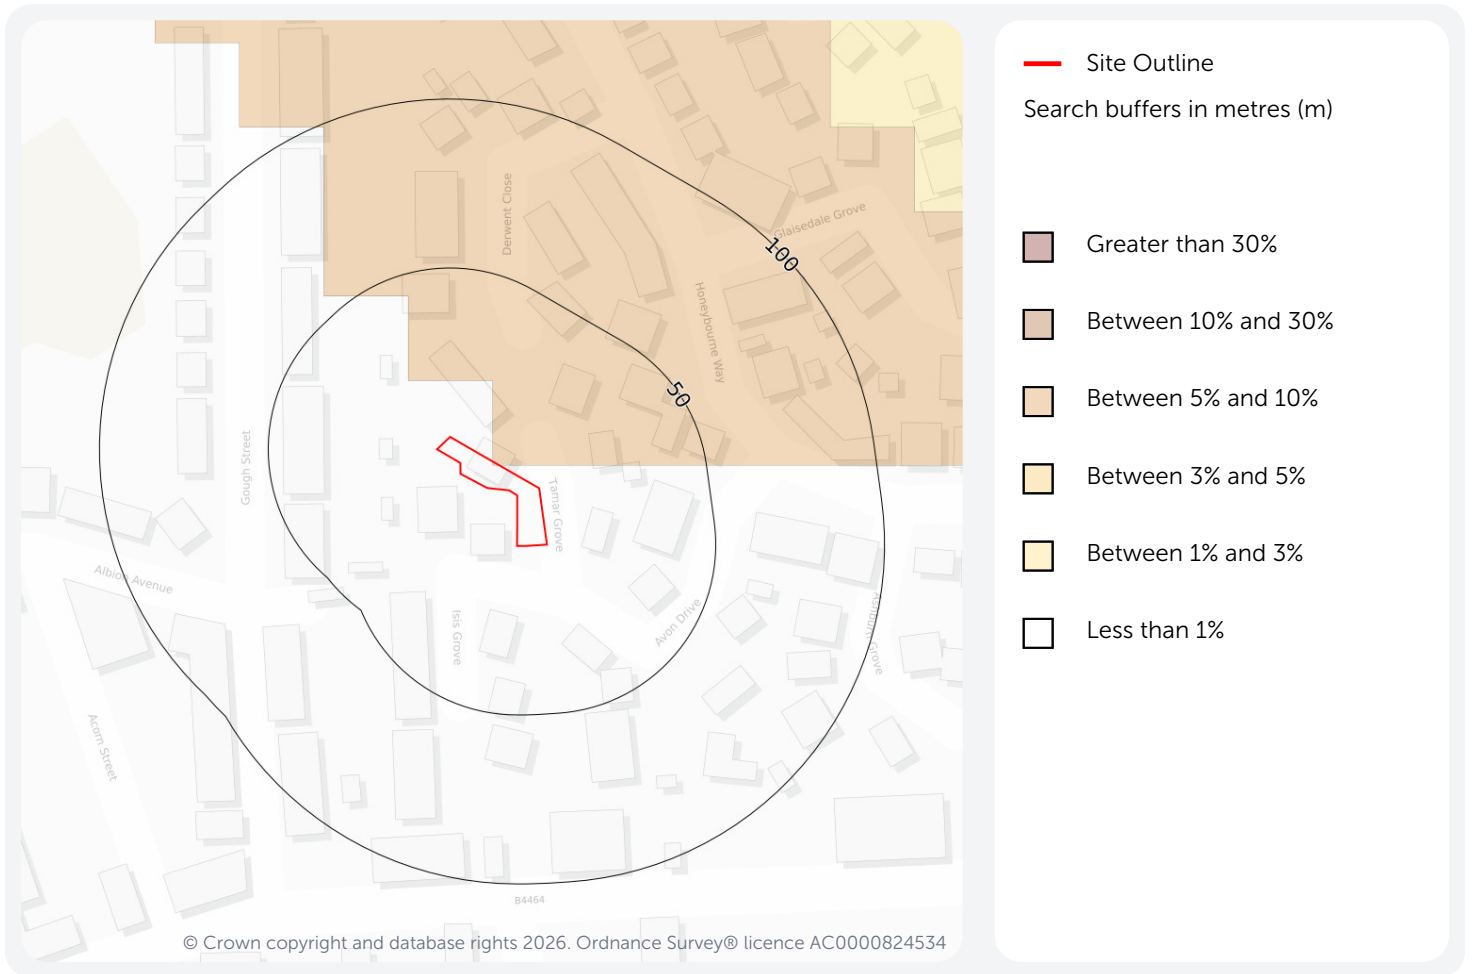 Site Outline
Search buffers in metres (m)
Greater than 30%
Between 10% and 30%
Between 5% and 10%
Between 3% and 5%
Between 1% and 3%
Less than 1%
Derwent Close
Glaisedale Grove
100
Honeybourne Way
50
Gough Street
Tamar Grove
Albion Avenue
Isis Grove
Avon Drive
Ashburn Grove
Acorn Street
B4464
© Crown copyright and database rights 2026. Ordnance Survey® licence AC0000824534